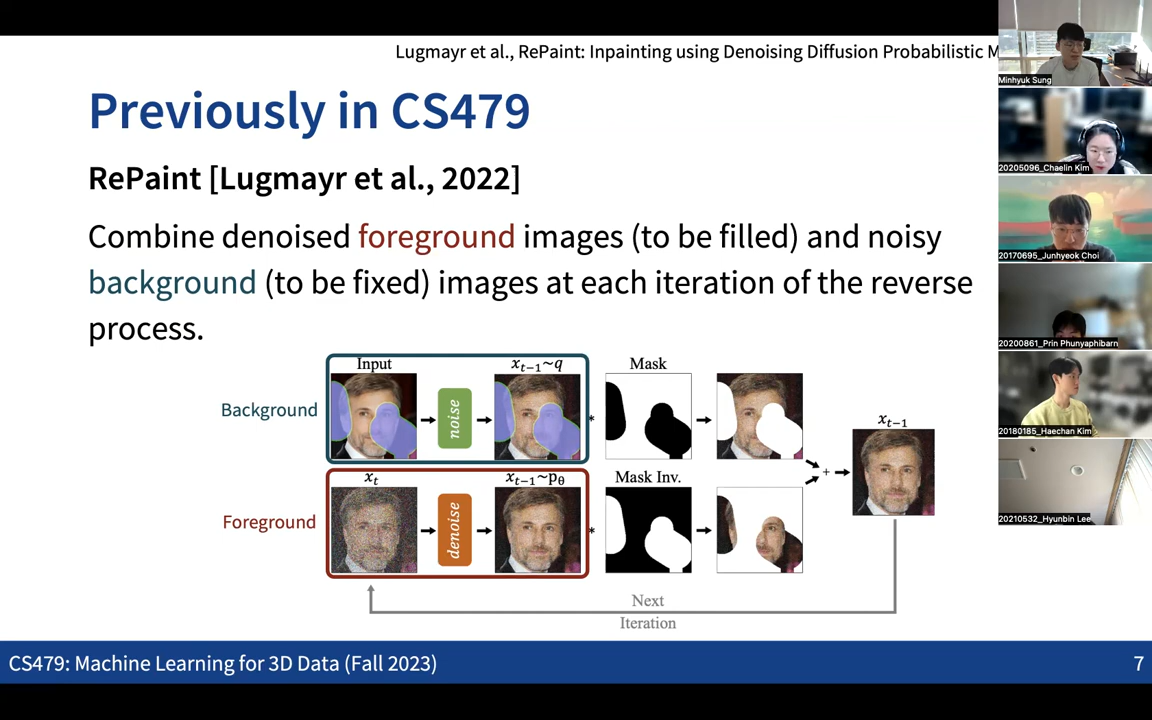 Lugmayr et al., RePaint: Inpainting using Denoising Diffusion Probabilistic M
Previously in CS479
RePaint [Lugmayr et al., 2022]
Combine denoised foreground images (to be filled) and noisy
background (to be fixed) images at each iteration of the reverse
process.
Input
x_{t-1}~q
Mask
Background
noise
*
x_{t-1}
+
x_t
x_{t-1}~p_θ
Mask Inv.
Foreground
denoise
*
Next
Iteration
CS479: Machine Learning for 3D Data (Fall 2023)
7
Minhyuk Sung
20205096_Chaelin Kim
20170695_Junhyeok Choi
20200861_Prin Phunyaphibarn
20180185_Haechan Kim
20210532_Hyunbin Lee